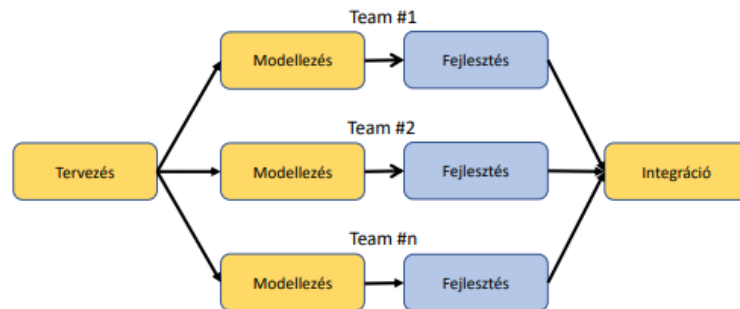 Team #1
Modellezés
Fejlesztés
Team #2
Tervezés
Modellezés
Fejlesztés
Integráció
Team #n
Modellezés
Fejlesztés